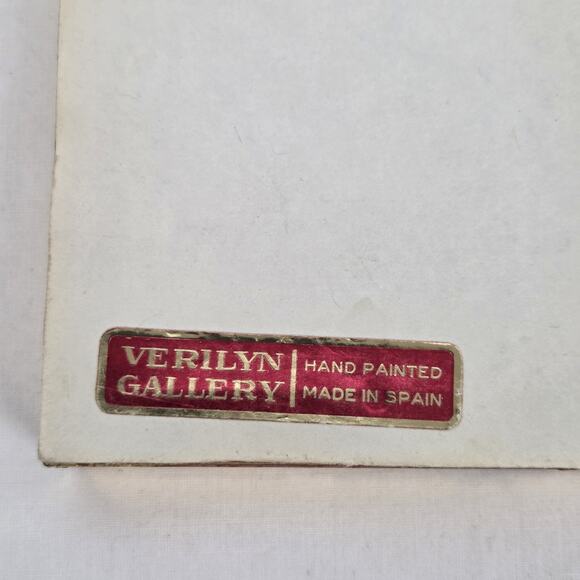 VERILYN
GALLERY
HAND PAINTED
MADE IN SPAIN